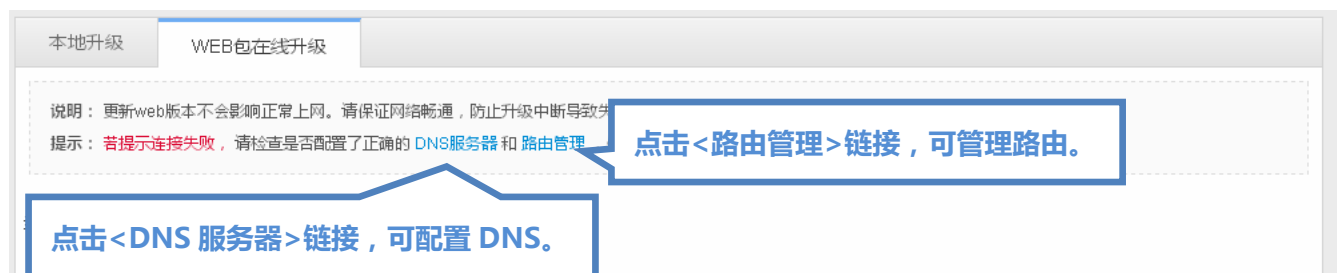 本地升级
WEB包在线升级
说明： 更新web版本不会影响正常上网。请保证网络畅通，防止升级中断导致失
提示： 若提示连接失败， 请检查是否配置了正确的 DNS服务器 和 路由管理
点击<路由管理>链接，可管理路由。
点击<DNS 服务器>链接，可配置 DNS。